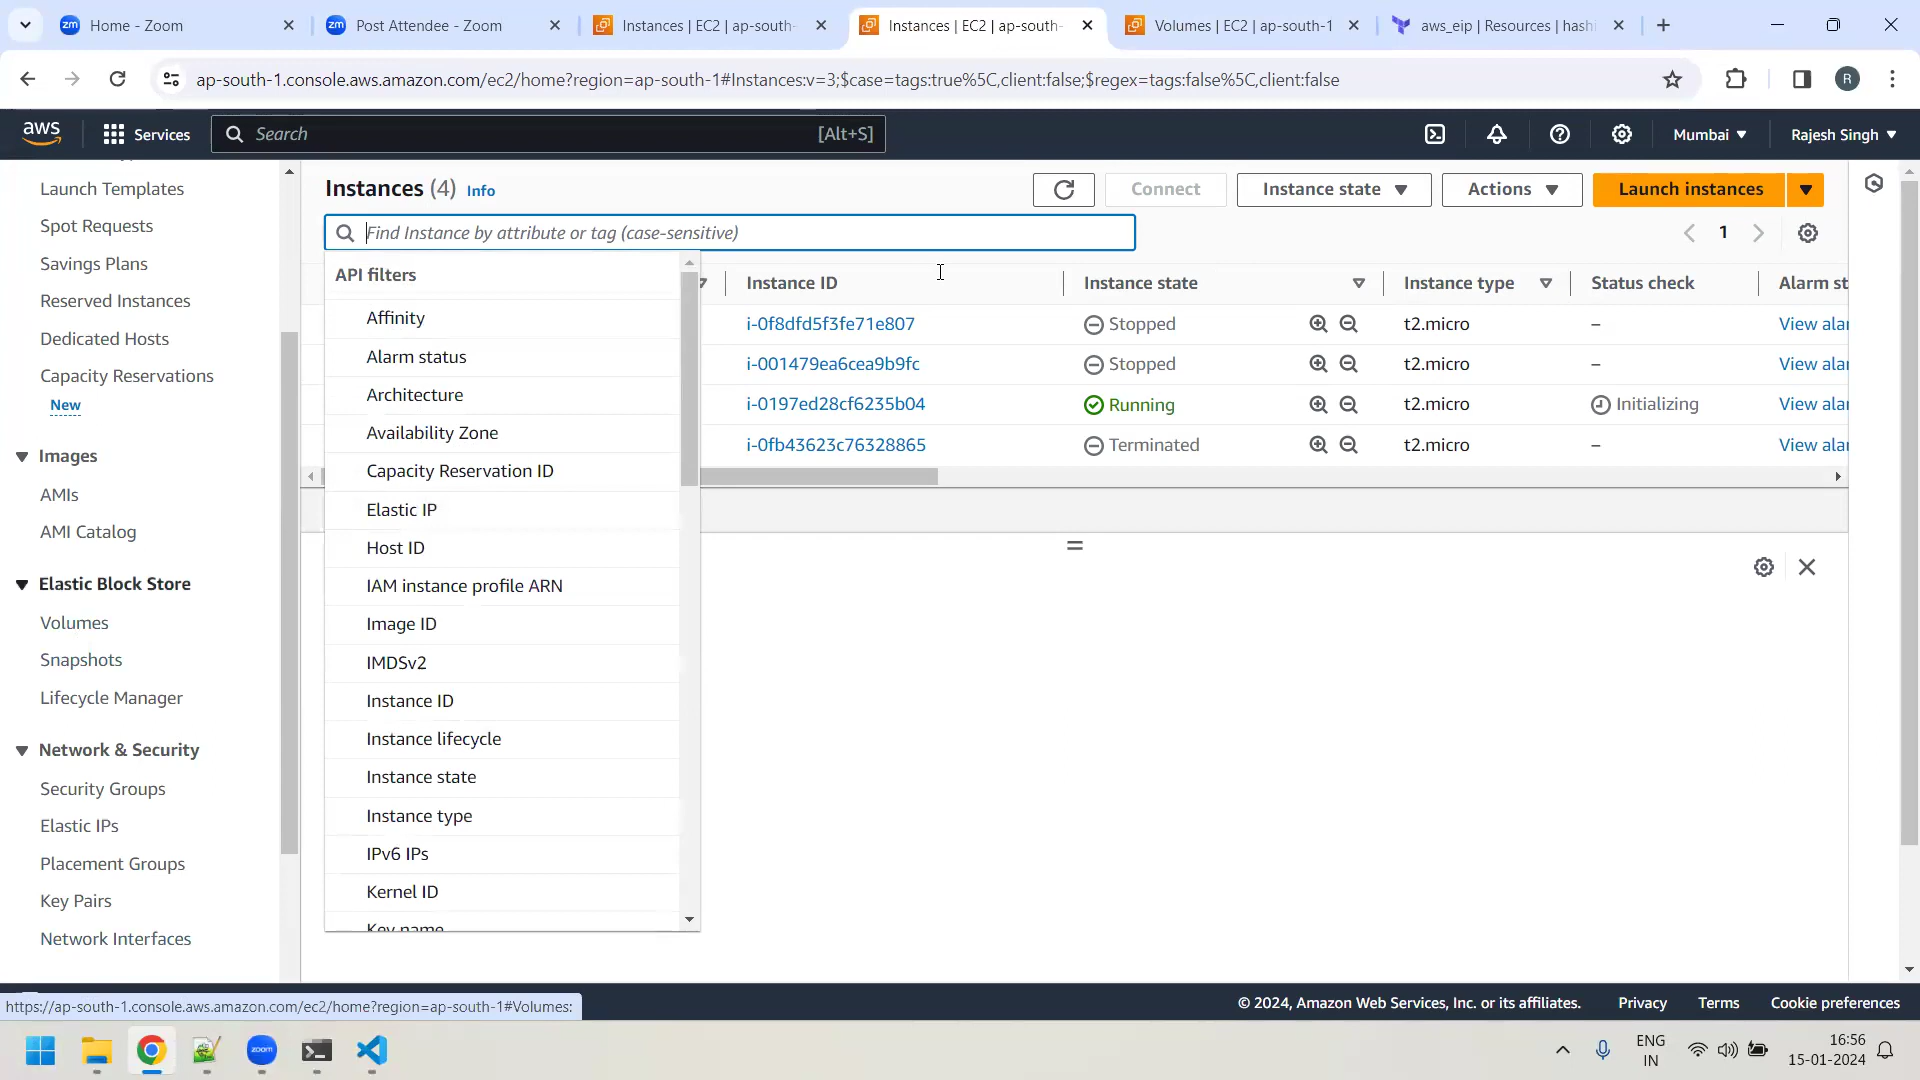 Home - Zoom
Post Attendee - Zoom
Instances | EC2 | ap-south-
Instances | EC2 | ap-south-
Volumes | EC2 | ap-south-1
aws_eip | Resources | hashi
ap-south-1.console.aws.amazon.com/ec2/home?region=ap-south-1#Instances:v=3;$case=tags:true%5C,client:false;$regex=tags:false%5C,client:false
R
aws
Services
Search
[Alt+S]
Mumbai
Rajesh Singh
Launch Templates
Spot Requests
Savings Plans
Reserved Instances
Dedicated Hosts
Capacity Reservations
New
Images
AMIs
AMI Catalog
Elastic Block Store
Volumes
Snapshots
Lifecycle Manager
Network & Security
Security Groups
Elastic IPs
Placement Groups
Key Pairs
Network Interfaces
Instances (4) Info
Connect
Instance state
Actions
Launch instances
Find Instance by attribute or tag (case-sensitive)
1
API filters
Affinity
Alarm status
Architecture
Availability Zone
Capacity Reservation ID
Elastic IP
Host ID
IAM instance profile ARN
Image ID
IMDSv2
Instance ID
Instance lifecycle
Instance state
Instance type
IPv6 IPs
Kernel ID
Key name
Instance ID Instance state Instance type Status check Alarm st
i-0f8dfd5f3fe71e807 Stopped t2.micro – View alar
i-001479ea6cea9b9fc Stopped t2.micro – View alar
i-0197ed28cf6235b04 Running t2.micro Initializing View alar
i-0fb43623c76328865 Terminated t2.micro – View alar
https://ap-south-1.console.aws.amazon.com/ec2/home?region=ap-south-1#Volumes:
© 2024, Amazon Web Services, Inc. or its affiliates.
Privacy
Terms
Cookie preferences
zoom
ENG
IN
16:56
15-01-2024